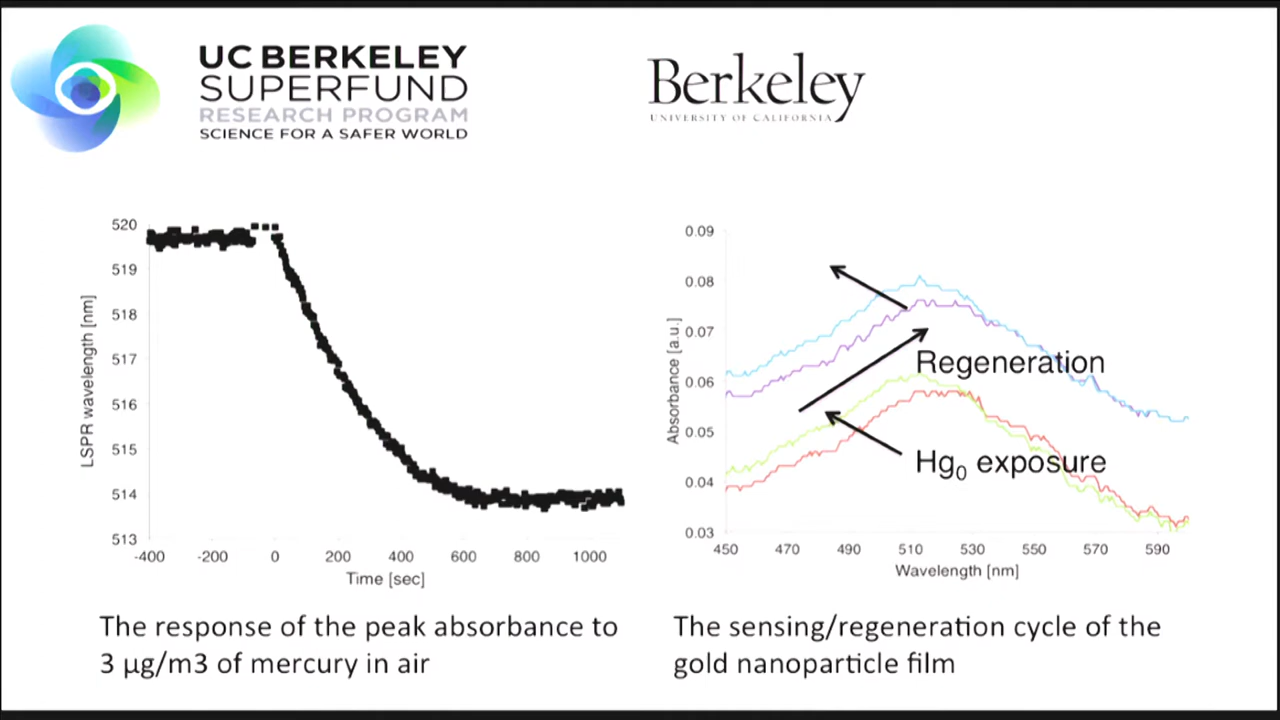 UC BERKELEY
SUPERFUND
RESEARCH PROGRAM
SCIENCE FOR A SAFER WORLD
Berkeley
UNIVERSITY OF CALIFORNIA
520
519
518
517
516
515
514
513
-400 -200 0 200 400 600 800 1000
LSPR wavelength [nm]
Time [sec]
The response of the peak absorbance to
3 μg/m3 of mercury in air
0.09
0.08
0.07
0.06
0.05
0.04
0.03
450 470 490 510 530 550 570 590
Absorbance [a.u.]
Wavelength [nm]
Regeneration
Hg₀ exposure
The sensing/regeneration cycle of the
gold nanoparticle film